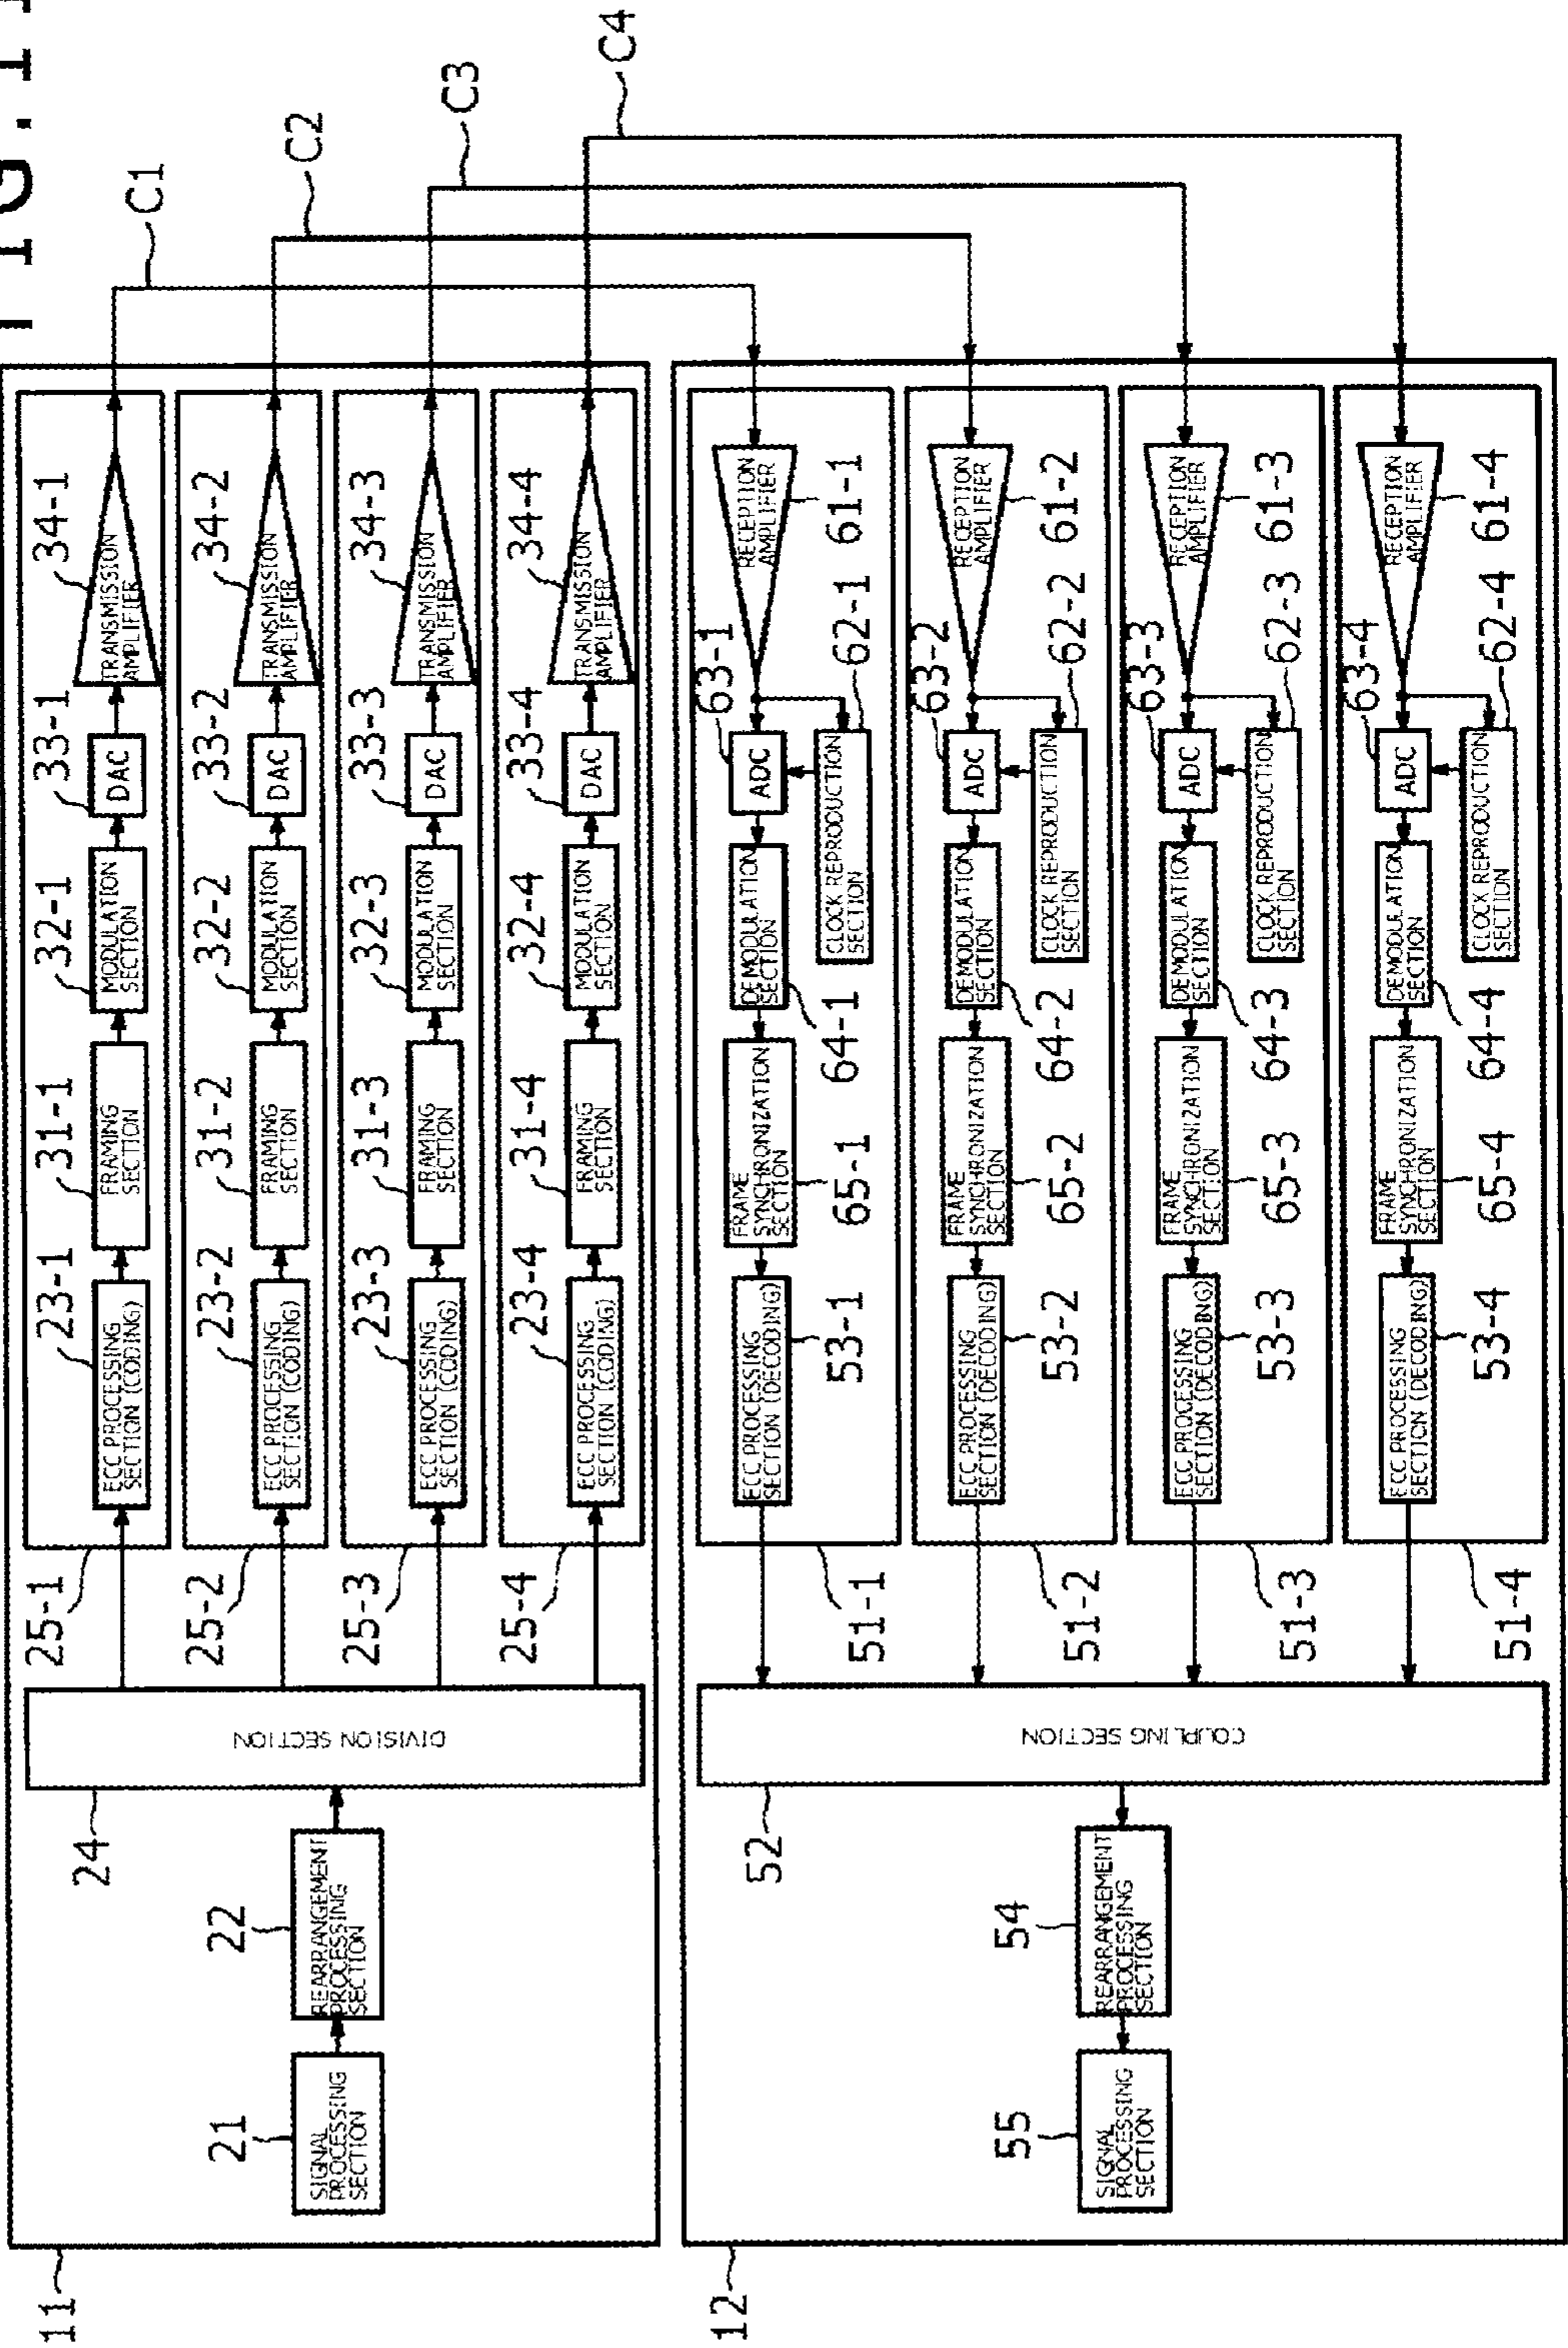 FIG.11
11
21
SIGNAL
PROCESSING
SECTION
22
REARRANGEMENT
PROCESSING
SECTION
24
DIVISION SECTION
25-1
23-1
ECC PROCESSING
SECTION (CODING)
31-1
FRAMING
SECTION
32-1
MODULATION
SECTION
33-1
DAC
34-1
TRANSMISSION
AMPLIFIER
C1
25-2
23-2
ECC PROCESSING
SECTION (CODING)
31-2
FRAMING
SECTION
32-2
MODULATION
SECTION
33-2
DAC
34-2
TRANSMISSION
AMPLIFIER
C2
25-3
23-3
ECC PROCESSING
SECTION (CODING)
31-3
FRAMING
SECTION
32-3
MODULATION
SECTION
33-3
DAC
34-3
TRANSMISSION
AMPLIFIER
C3
25-4
23-4
ECC PROCESSING
SECTION (CODING)
31-4
FRAMING
SECTION
32-4
MODULATION
SECTION
33-4
DAC
34-4
TRANSMISSION
AMPLIFIER
C4
12
55
SIGNAL
PROCESSING
SECTION
54
REARRANGEMENT
PROCESSING
SECTION
52
COUPLING SECTION
51-1
ECC PROCESSING
SECTION (DECODING)
53-1
FRAME
SYNCHRONIZATION
SECTION
65-1
DEMODULATION
SECTION
64-1
63-1
ADC
CLOCK REPRODUCTION
SECTION
62-1
RECEPTION
AMPLIFIER
61-1
51-2
ECC PROCESSING
SECTION (DECODING)
53-2
FRAME
SYNCHRONIZATION
SECTION
65-2
DEMODULATION
SECTION
64-2
63-2
ADC
CLOCK REPRODUCTION
SECTION
62-2
RECEPTION
AMPLIFIER
61-2
51-3
ECC PROCESSING
SECTION (DECODING)
53-3
FRAME
SYNCHRONIZATION
SECTION
65-3
DEMODULATION
SECTION
64-3
63-3
ADC
CLOCK REPRODUCTION
SECTION
62-3
RECEPTION
AMPLIFIER
61-3
51-4
ECC PROCESSING
SECTION (DECODING)
53-4
FRAME
SYNCHRONIZATION
SECTION
65-4
DEMODULATION
SECTION
64-4
63-4
ADC
CLOCK REPRODUCTION
SECTION
62-4
RECEPTION
AMPLIFIER
61-4